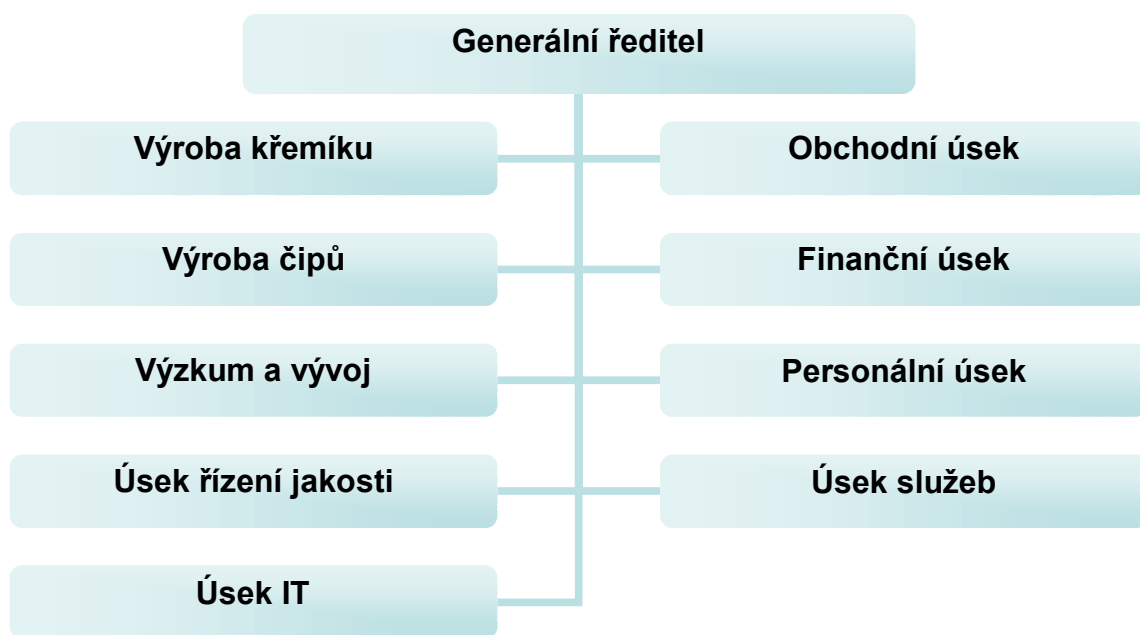 Generální ředitel
Výroba křemíku
Obchodní úsek
Výroba čipů
Finanční úsek
Výzkum a vývoj
Personální úsek
Úsek řízení jakosti
Úsek služeb
Úsek IT